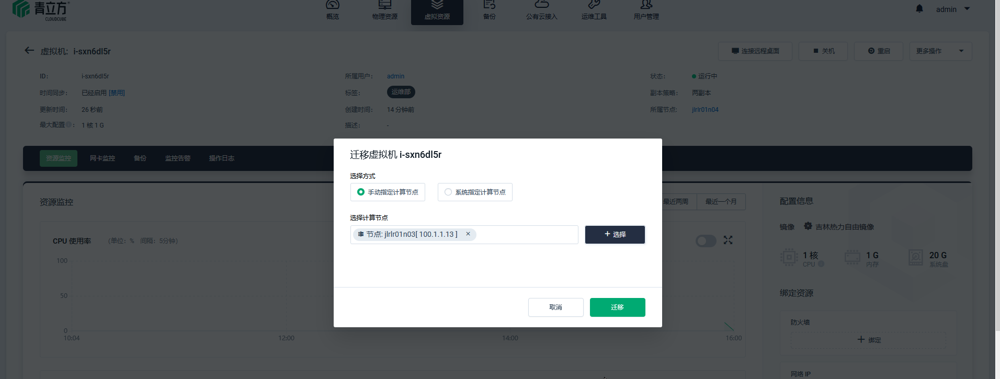 青立方®
CLOUDCUBE
概览
物理资源
虚拟资源
备份
公有云接入
运维工具
用户管理
admin
虚拟机: i-sxn6dl5r
连接远程桌面
关机
重启
更多操作
ID:
i-sxn6dl5r
所属用户:
admin
状态:
运行中
时间同步:
已经启用 [禁用]
标签:
运维部
副本策略:
两副本
更新时间:
26 秒前
创建时间:
14 分钟前
所属节点:
jlrlr01n04
最大配置:
1 核 1 G
描述:
-
资源监控
网卡监控
备份
监控告警
操作日志
迁移虚拟机 i-sxn6dl5r
选择方式
手动指定计算节点
系统指定计算节点
选择计算节点
节点: jlrlr01n03[ 100.1.1.13 ] ×
+ 选择
取消
迁移
资源监控
最近两周
最近一个月
CPU 使用率
(单位: % 间隔: 5分钟)
100
50
0
10:04
12:00
14:00
16:00
配置信息
镜像
吉林热力自由镜像
1 核
CPU
1 G
内存
20 G
系统盘
绑定资源
防火墙
+ 绑定
网络 IP